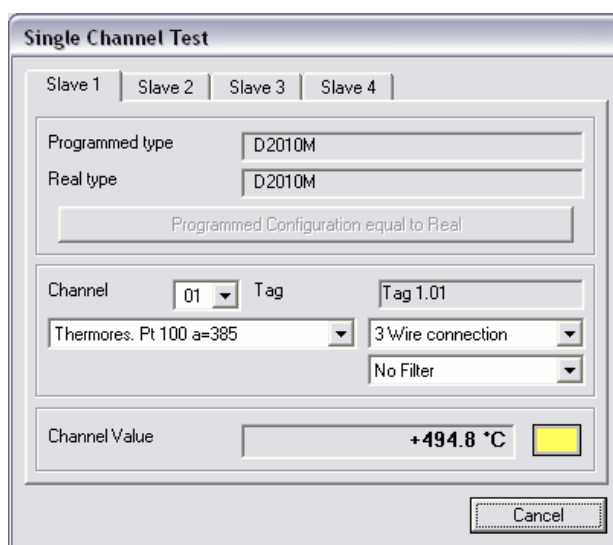 Single Channel Test
Slave 1 Slave 2 Slave 3 Slave 4
Programmed type D2010M
Real type D2010M
Programmed Configuration equal to Real
Channel 01 Tag Tag 1.01
Thermores. Pt 100 a=385 3 Wire connection
No Filter
Channel Value +494.8 °C
Cancel